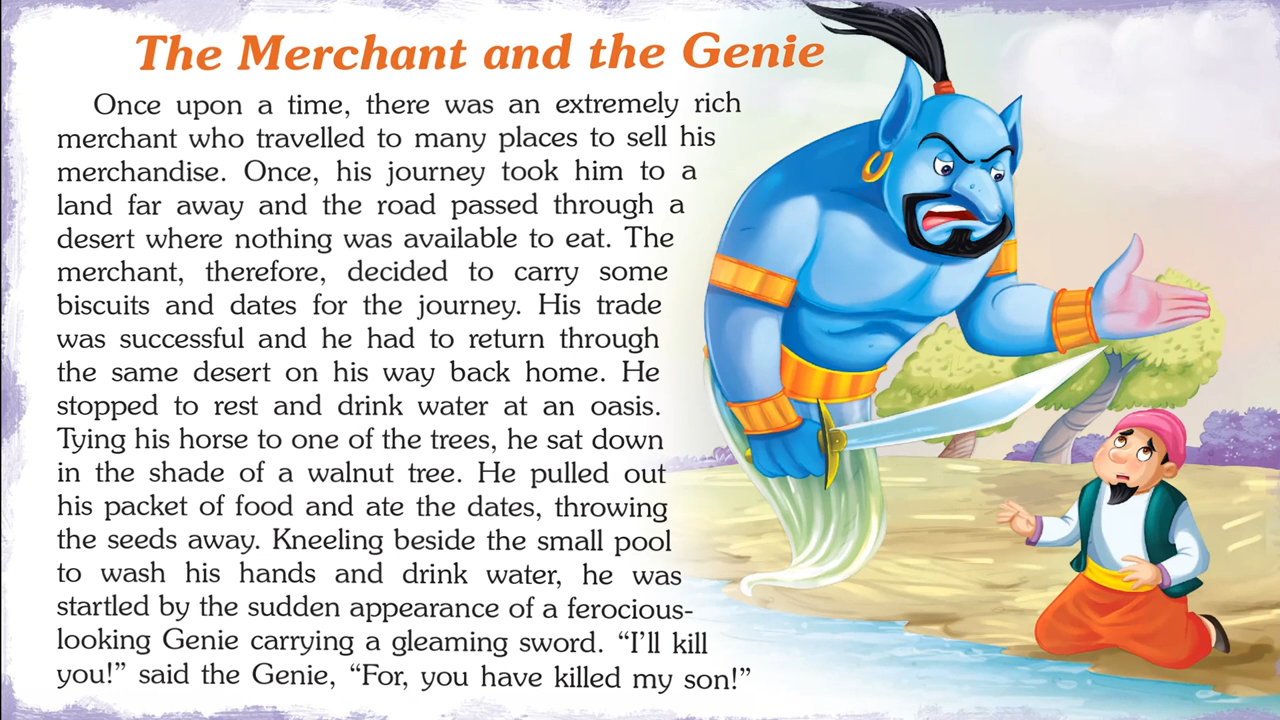 The Merchant and the Genie
Once upon a time, there was an extremely rich
merchant who travelled to many places to sell his
merchandise. Once, his journey took him to a
land far away and the road passed through a
desert where nothing was available to eat. The
merchant, therefore, decided to carry some
biscuits and dates for the journey. His trade
was successful and he had to return through
the same desert on his way back home. He
stopped to rest and drink water at an oasis.
Tying his horse to one of the trees, he sat down
in the shade of a walnut tree. He pulled out
his packet of food and ate the dates, throwing
the seeds away. Kneeling beside the small pool
to wash his hands and drink water, he was
startled by the sudden appearance of a ferocious-
looking Genie carrying a gleaming sword. “I’ll kill
you!” said the Genie, “For, you have killed my son!”